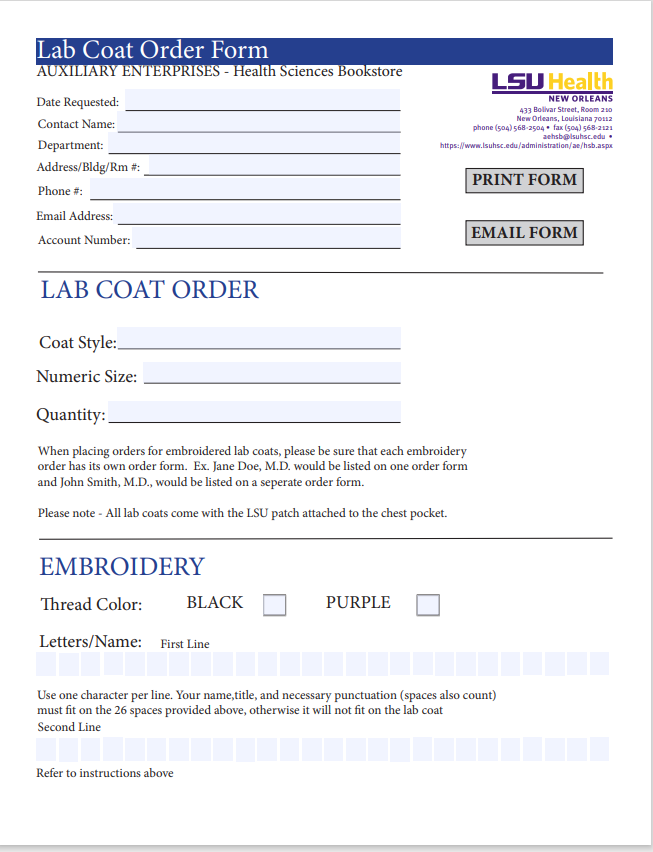 Lab Coat Order Form
AUXILIARY ENTERPRISES - Health Sciences Bookstore
LSU Health
NEW ORLEANS
433 Bolivar Street, Room 210
New Orleans, Louisiana 70112
phone (504) 568-2504 • fax (504) 568-2121
aehsb@lsuhsc.edu •
https://www.lsuhsc.edu/administration/ae/hsb.aspx
Date Requested:
Contact Name:
Department:
Address/Bldg/Rm #:
Phone #:
Email Address:
Account Number:
PRINT FORM
EMAIL FORM
LAB COAT ORDER
Coat Style:
Numeric Size:
Quantity:
When placing orders for embroidered lab coats, please be sure that each embroidery
order has its own order form. Ex. Jane Doe, M.D. would be listed on one order form
and John Smith, M.D., would be listed on a seperate order form.
Please note - All lab coats come with the LSU patch attached to the chest pocket.
EMBROIDERY
Thread Color: BLACK PURPLE
Letters/Name: First Line
Use one character per line. Your name,title, and necessary punctuation (spaces also count)
must fit on the 26 spaces provided above, otherwise it will not fit on the lab coat
Second Line
Refer to instructions above